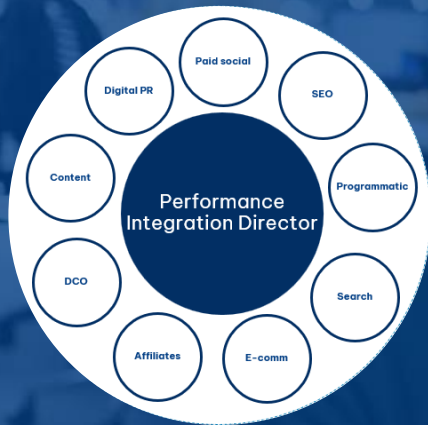 Paid social
SEO
Programmatic
Search
E-comm
Affiliates
DCO
Content
Digital PR
Performance
Integration Director